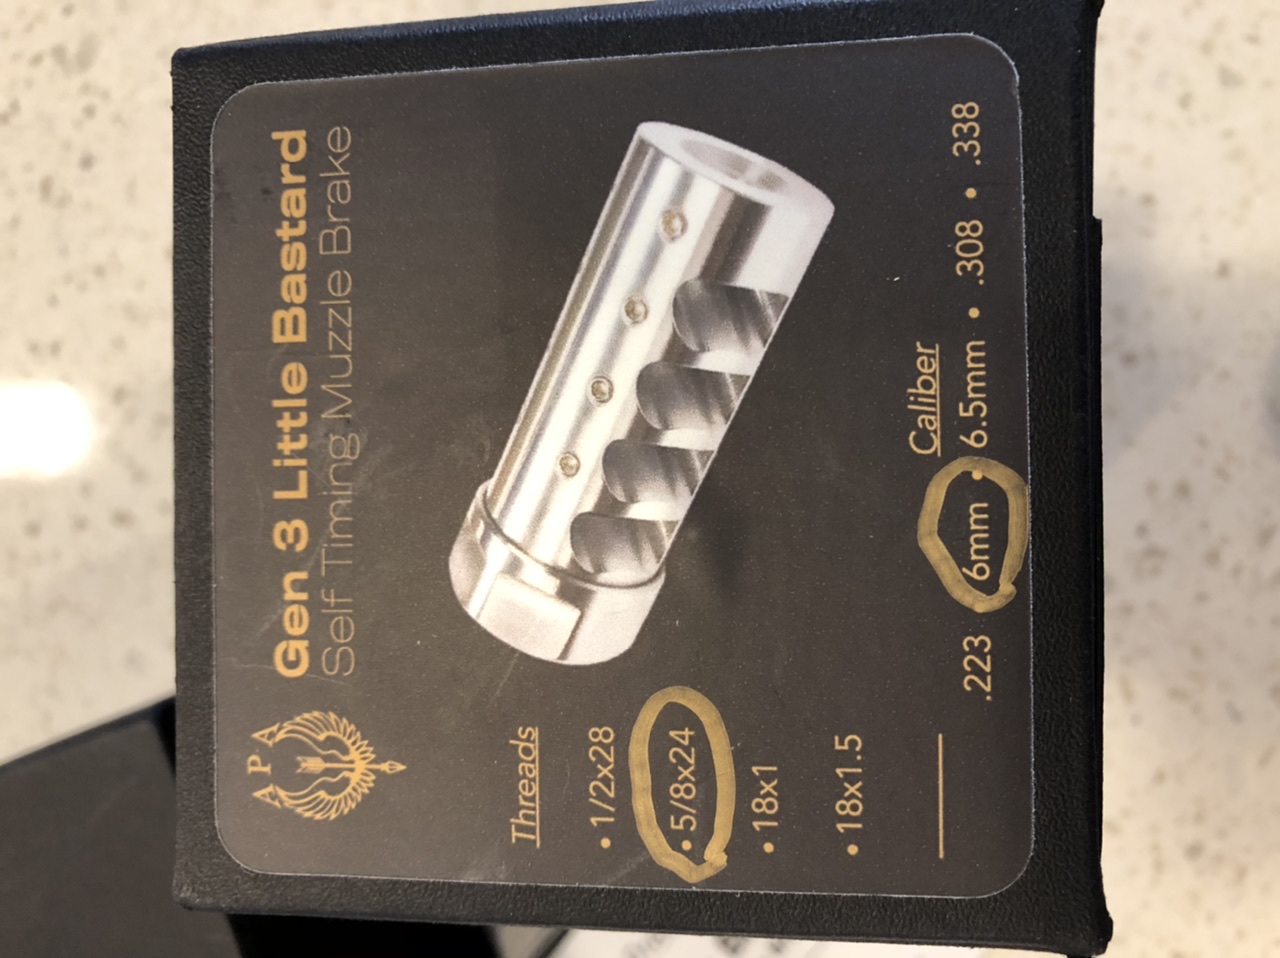 APA
Gen 3 Little Bastard
Self Timing Muzzle Brake
Threads
• 1/2x28
• 5/8x24
• 18x1
• 18x1.5
Caliber
.223 • 6mm • 6.5mm • .308 • .338